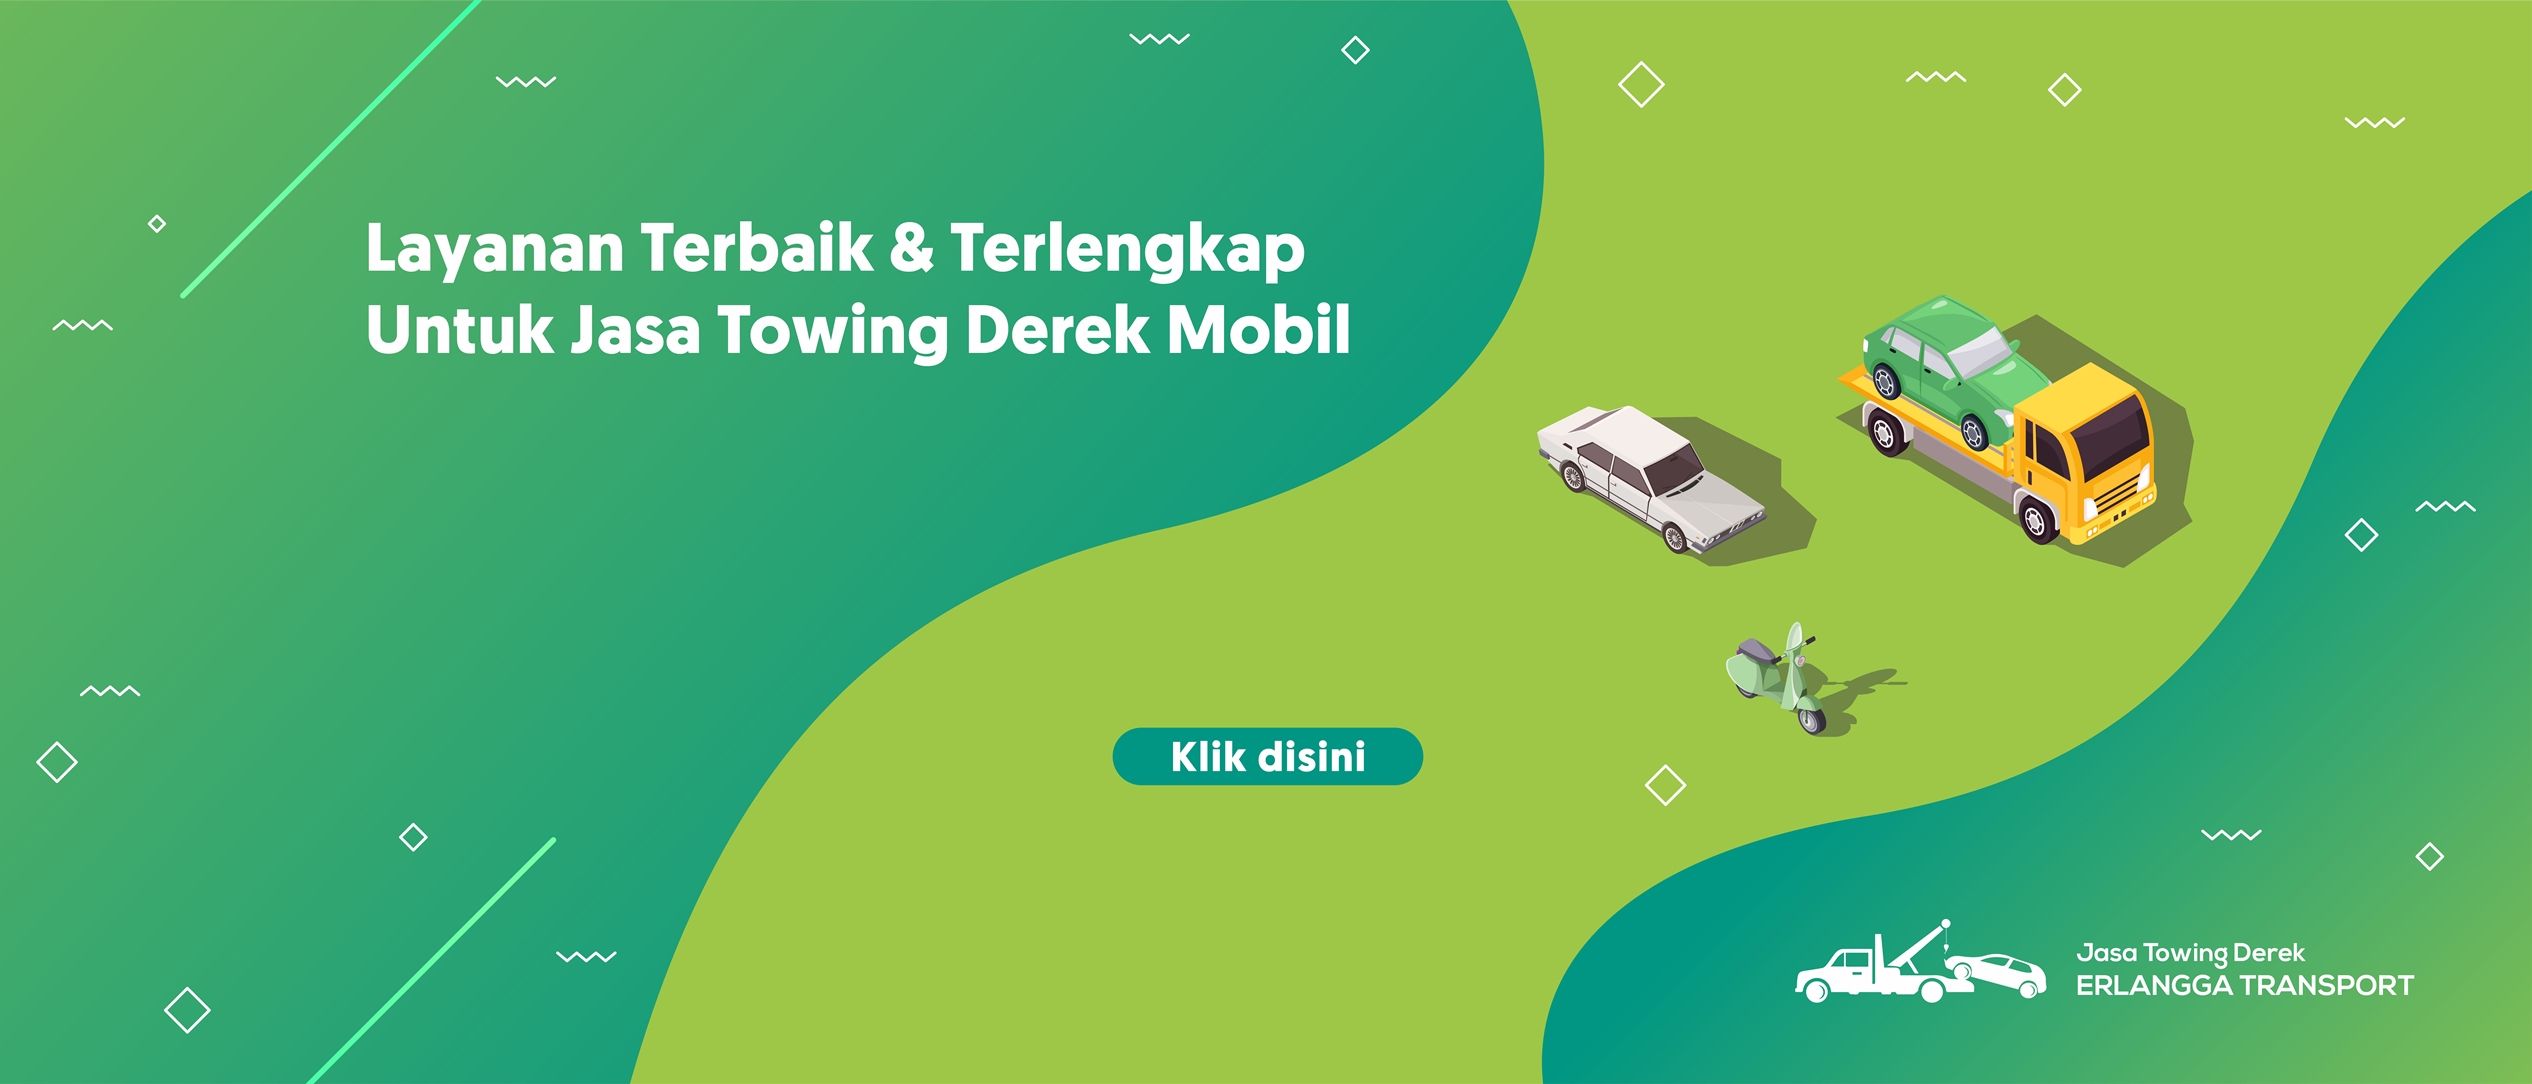 Layanan Terbaik & Terlengkap
Untuk Jasa Towing Derek Mobil
Klik disini
Jasa Towing Derek
ERLANGGA TRANSPORT